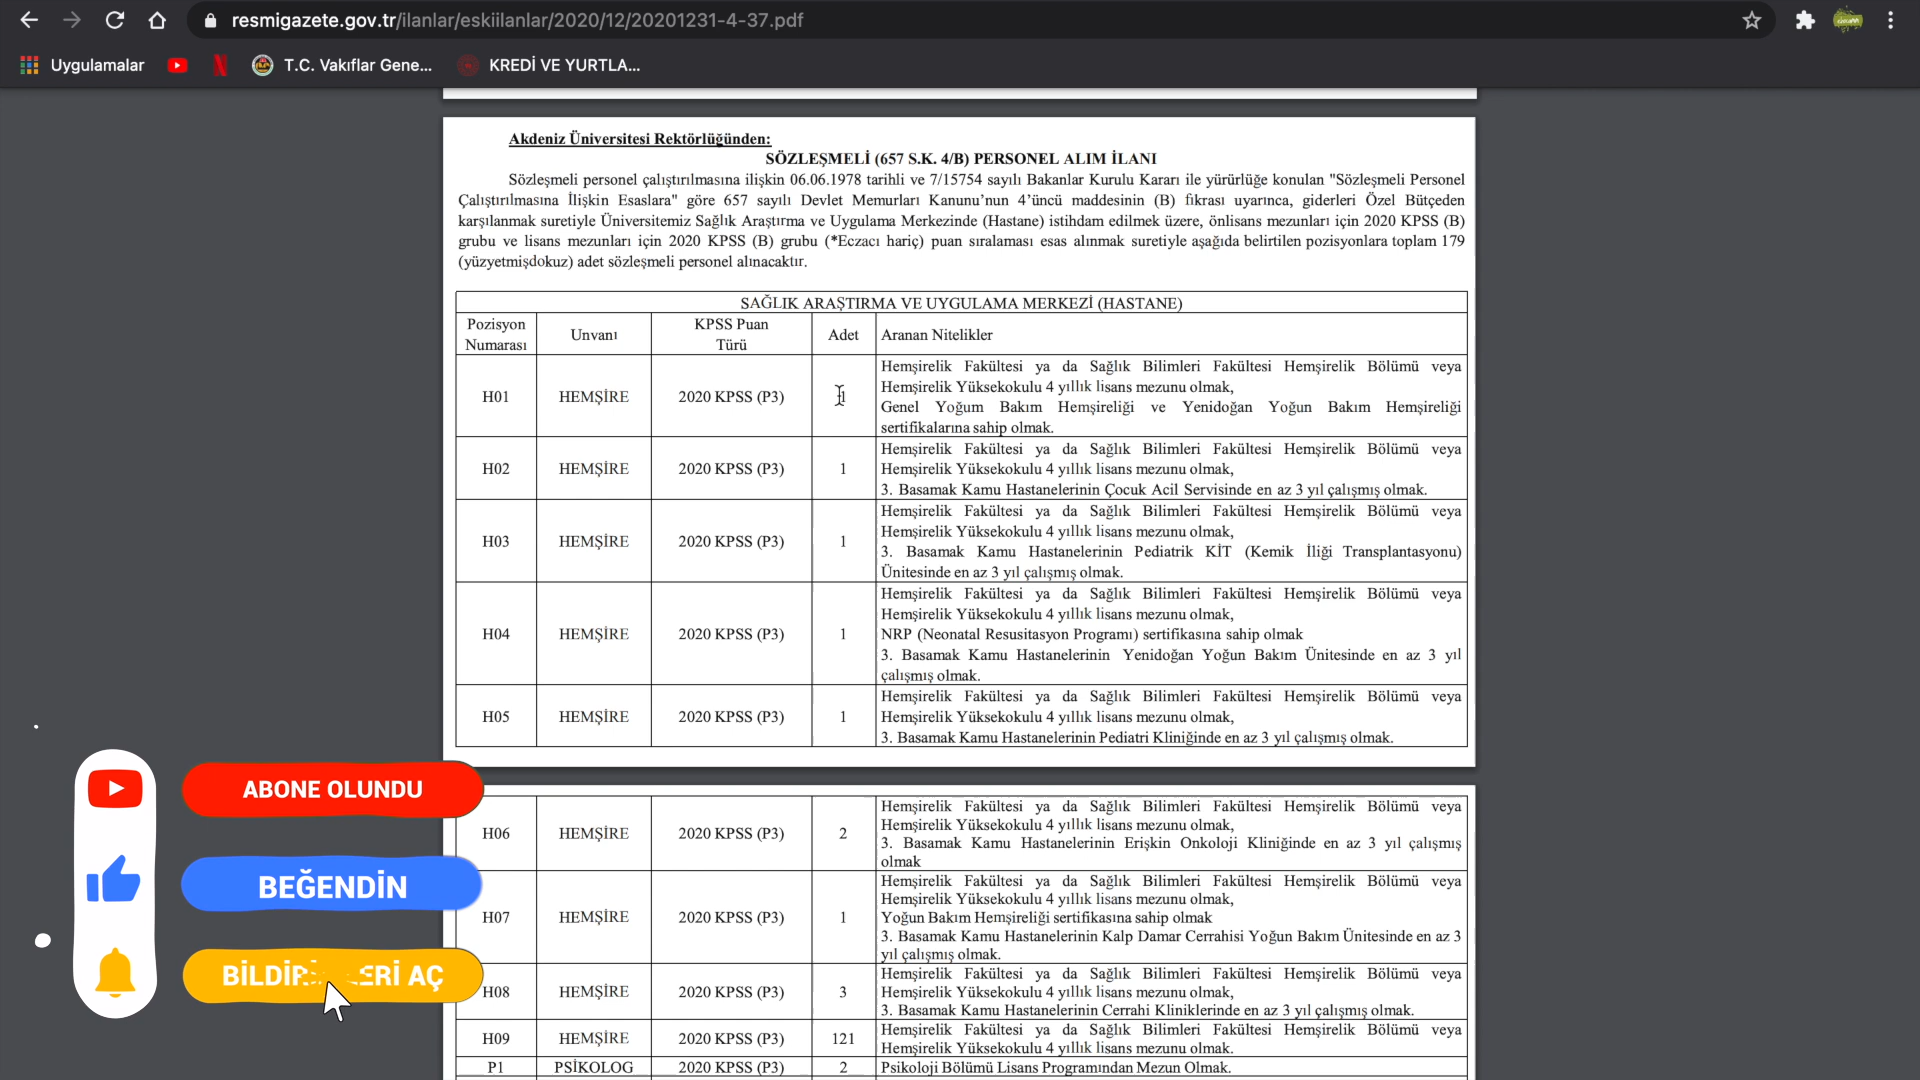 resmigazete.gov.tr/ilanlar/eskiilanlar/2020/12/20201231-4-37.pdf
Uygulamalar
T.C. Vakıflar Gene...
KREDİ VE YURTLA...
Akdeniz Üniversitesi Rektörlüğünden:
SÖZLEŞMELİ (657 S.K. 4/B) PERSONEL ALIM İLANI
Sözleşmeli personel çalıştırılmasına ilişkin 06.06.1978 tarihli ve 7/15754 sayılı Bakanlar Kurulu Kararı ile yürürlüğe konulan "Sözleşmeli Personel
Çalıştırılmasına İlişkin Esaslara" göre 657 sayılı Devlet Memurları Kanunu'nun 4'üncü maddesinin (B) fıkrası uyarınca, giderleri Özel Bütçeden
karşılanmak suretiyle Üniversitemiz Sağlık Araştırma ve Uygulama Merkezinde (Hastane) istihdam edilmek üzere, önlisans mezunları için 2020 KPSS (B)
grubu ve lisans mezunları için 2020 KPSS (B) grubu (*Eczacı hariç) puan sıralaması esas alınmak suretiyle aşağıda belirtilen pozisyonlara toplam 179
(yüzyetmişdokuz) adet sözleşmeli personel alınacaktır.
SAĞLIK ARAŞTIRMA VE UYGULAMA MERKEZİ (HASTANE)
Pozisyon Numarası Unvanı KPSS Puan Türü Adet Aranan Nitelikler
H01 HEMŞİRE 2020 KPSS (P3) 1
Hemşirelik Fakültesi ya da Sağlık Bilimleri Fakültesi Hemşirelik Bölümü veya
Hemşirelik Yüksekokulu 4 yıllık lisans mezunu olmak,
Genel Yoğum Bakım Hemşireliği ve Yenidoğan Yoğun Bakım Hemşireliği
sertifikalarına sahip olmak.
H02 HEMŞİRE 2020 KPSS (P3) 1
Hemşirelik Fakültesi ya da Sağlık Bilimleri Fakültesi Hemşirelik Bölümü veya
Hemşirelik Yüksekokulu 4 yıllık lisans mezunu olmak,
3. Basamak Kamu Hastanelerinin Çocuk Acil Servisinde en az 3 yıl çalışmış olmak.
H03 HEMŞİRE 2020 KPSS (P3) 1
Hemşirelik Fakültesi ya da Sağlık Bilimleri Fakültesi Hemşirelik Bölümü veya
Hemşirelik Yüksekokulu 4 yıllık lisans mezunu olmak,
3. Basamak Kamu Hastanelerinin Pediatrik KİT (Kemik İliği Transplantasyonu)
Ünitesinde en az 3 yıl çalışmış olmak.
H04 HEMŞİRE 2020 KPSS (P3) 1
Hemşirelik Fakültesi ya da Sağlık Bilimleri Fakültesi Hemşirelik Bölümü veya
Hemşirelik Yüksekokulu 4 yıllık lisans mezunu olmak,
NRP (Neonatal Resusitasyon Programı) sertifikasına sahip olmak
3. Basamak Kamu Hastanelerinin Yenidoğan Yoğun Bakım Ünitesinde en az 3 yıl
çalışmış olmak.
H05 HEMŞİRE 2020 KPSS (P3) 1
Hemşirelik Fakültesi ya da Sağlık Bilimleri Fakültesi Hemşirelik Bölümü veya
Hemşirelik Yüksekokulu 4 yıllık lisans mezunu olmak,
3. Basamak Kamu Hastanelerinin Pediatri Kliniğinde en az 3 yıl çalışmış olmak.
H06 HEMŞİRE 2020 KPSS (P3) 2
Hemşirelik Fakültesi ya da Sağlık Bilimleri Fakültesi Hemşirelik Bölümü veya
Hemşirelik Yüksekokulu 4 yıllık lisans mezunu olmak,
3. Basamak Kamu Hastanelerinin Erişkin Onkoloji Kliniğinde en az 3 yıl çalışmış
olmak
H07 HEMŞİRE 2020 KPSS (P3) 1
Hemşirelik Fakültesi ya da Sağlık Bilimleri Fakültesi Hemşirelik Bölümü veya
Hemşirelik Yüksekokulu 4 yıllık lisans mezunu olmak,
Yoğun Bakım Hemşireliği sertifikasına sahip olmak
3. Basamak Kamu Hastanelerinin Kalp Damar Cerrahisi Yoğun Bakım Ünitesinde en az 3
yıl çalışmış olmak.
H08 HEMŞİRE 2020 KPSS (P3) 3
Hemşirelik Fakültesi ya da Sağlık Bilimleri Fakültesi Hemşirelik Bölümü veya
Hemşirelik Yüksekokulu 4 yıllık lisans mezunu olmak,
3. Basamak Kamu Hastanelerinin Cerrahi Kliniklerinde en az 3 yıl çalışmış olmak.
H09 HEMŞİRE 2020 KPSS (P3) 121
Hemşirelik Fakültesi ya da Sağlık Bilimleri Fakültesi Hemşirelik Bölümü veya
Hemşirelik Yüksekokulu 4 yıllık lisans mezunu olmak.
P1 PSİKOLOG 2020 KPSS (P3) 2 Psikoloji Bölümü Lisans Programından Mezun Olmak.
ABONE OLUNDU
BEĞENDİN
AÇ